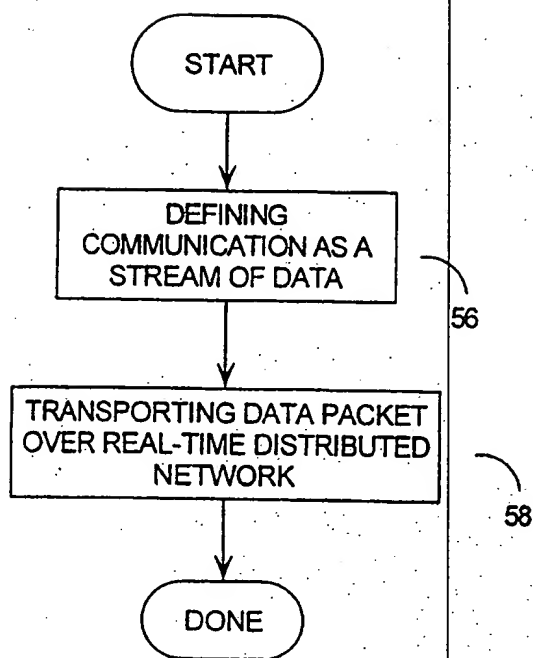 START
DEFINING
COMMUNICATION AS A
STREAM OF DATA
56
TRANSPORTING DATA PACKET
OVER REAL-TIME DISTRIBUTED
NETWORK
58
DONE